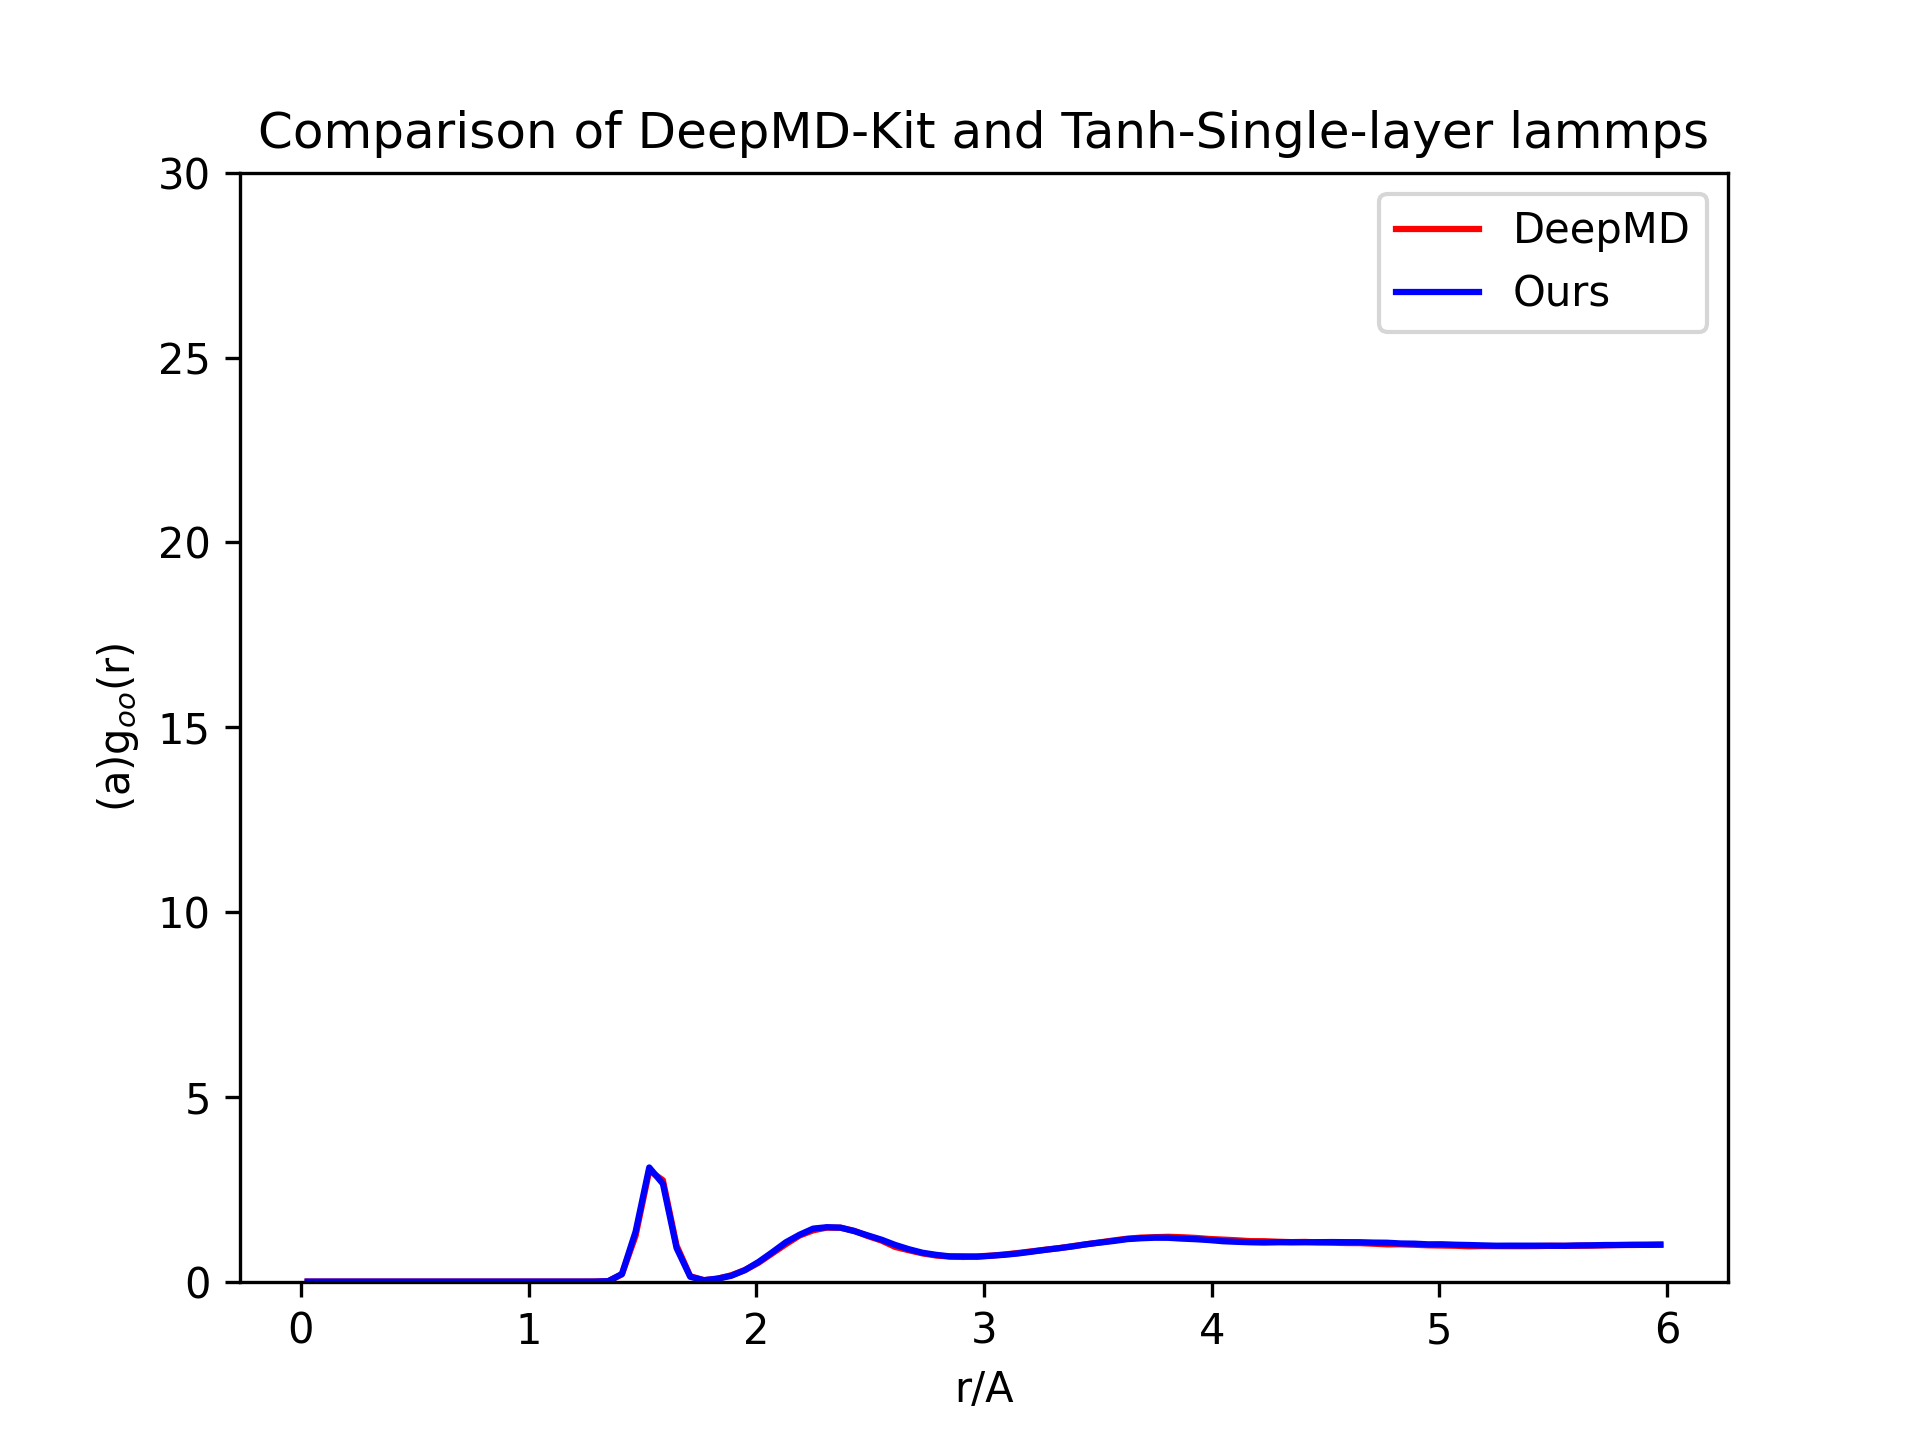 Comparison of DeepMD-Kit and Tanh-Single-layer lammps
DeepMD
Ours
(a)g_{oo}(r)
30
25
20
15
10
5
0
0 1 2 3 4 5 6
r/A